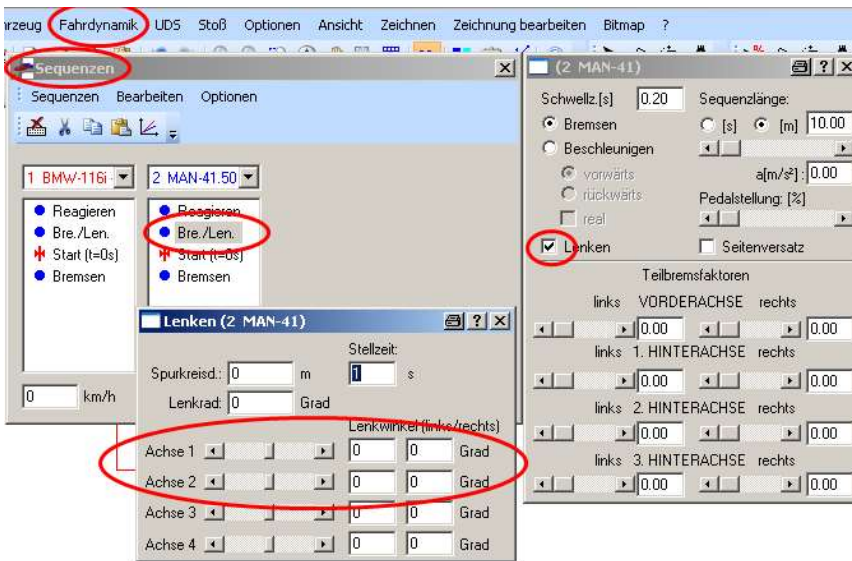 rzeug Fahrdynamik UDS Stoß Optionen Ansicht Zeichnen Zeichnung bearbeiten Bitmap ?
Sequenzen
Sequenzen Bearbeiten Optionen
1 BMW-116i - 2 MAN-41.50
Reagieren Reagieren
Bre./Len. Bre./Len.
Start (t=0s) Start (t=0s)
Bremsen Bremsen
0 km/h
Lenken (2 MAN-41)
Stellzeit:
Spurkreisd.: 0 m 1 s
Lenkrad: 0 Grad
Lenkwinkel(links/rechts)
Achse 1 0 0 Grad
Achse 2 0 0 Grad
Achse 3 0 0 Grad
Achse 4 0 0 Grad
(2 MAN-41)
Schwellz.[s] 0.20 Sequenzlänge:
Bremsen [s] [m] 10.00
Beschleunigen
vorwärts a[m/s²] : 0.00
rückwärts Pedalstellung: [%]
real
Lenken Seitenversatz
Teilbremsfaktoren
links VORDERACHSE rechts
0.00 0.00
links 1. HINTERACHSE rechts
0.00 0.00
links 2. HINTERACHSE rechts
0.00 0.00
links 3. HINTERACHSE rechts
0.00 0.00